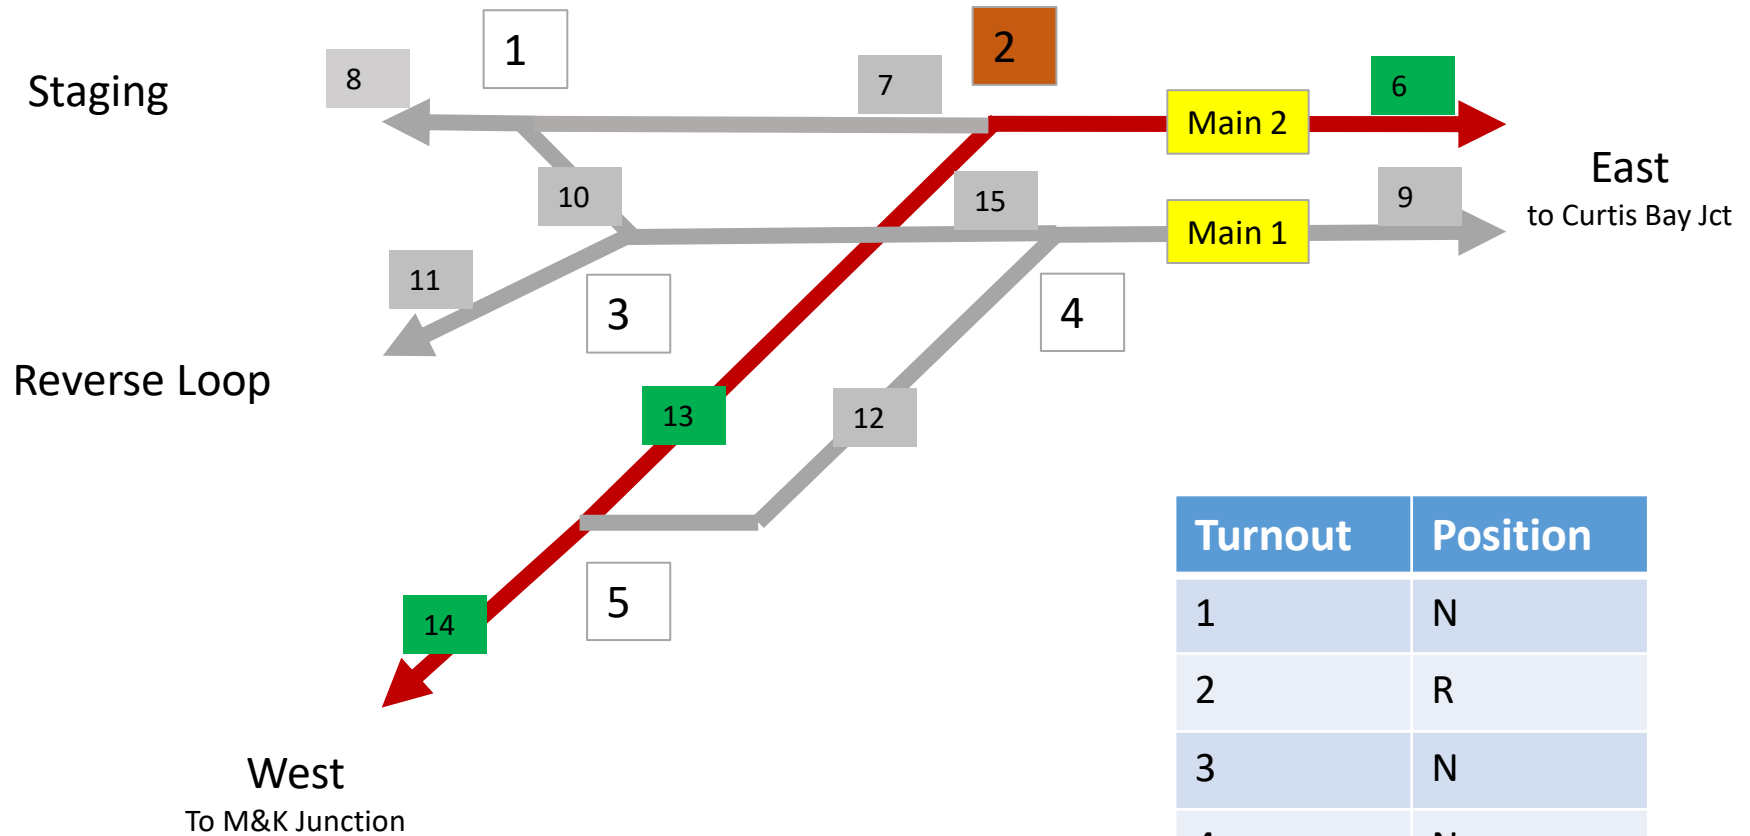 1
2
8
7
6
Staging
Main 2
East
to Curtis Bay Jct
10
15
9
Main 1
11
3
4
Reverse Loop
13
12
Turnout Position
1 N
2 R
3 N
5
14
West
To M&K Junction